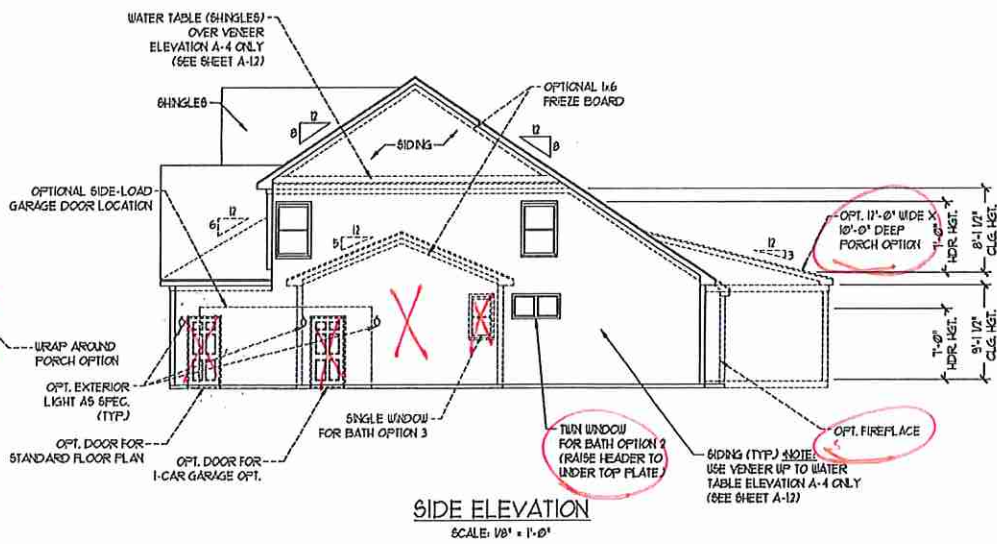 WATER TABLE (SHINGLES)
OVER VENEER
ELEVATION A-4 ONLY
(SEE SHEET A-12)
SHINGLES
12
8
SIDING
OPTIONAL 1x6
FRIEZE BOARD
12
8
OPTIONAL SIDE-LOAD
GARAGE DOOR LOCATION
12
6
12
5
OPT. 12'-0" WIDE X
10'-0" DEEP
PORCH OPTION
12
3
7'-0"
HDR. HGT.
8'-1 1/2"
CLG. HGT.
7'-0"
HDR. HGT.
9'-1 1/2"
CLG. HGT.
WRAP AROUND
PORCH OPTION
OPT. EXTERIOR
LIGHT AS SPEC.
(TYP.)
OPT. DOOR FOR
STANDARD FLOOR PLAN
OPT. DOOR FOR
1-CAR GARAGE OPT.
SINGLE WINDOW
FOR BATH OPTION 3
TWIN WINDOW
FOR BATH OPTION 2
(RAISE HEADER TO
UNDER TOP PLATE)
SIDING (TYP.) NOTE:
USE VENEER UP TO WATER
TABLE ELEVATION A-4 ONLY
(SEE SHEET A-12)
OPT. FIREPLACE
SIDE ELEVATION
SCALE: 1/8" = 1'-0"